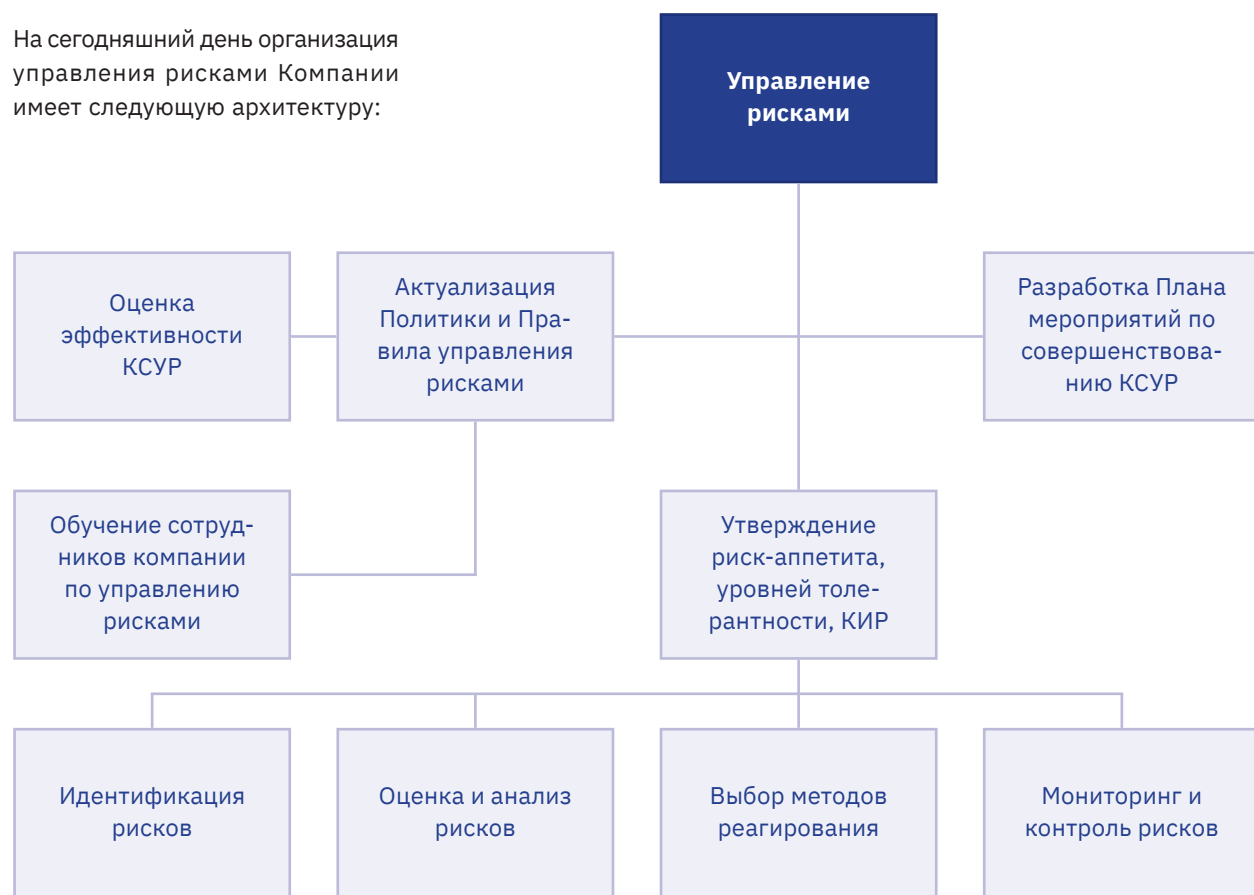 На сегодняшний день организация
управления рисками Компании
имеет следующую архитектуру:
Управление
рисками
Оценка
эффективности
КСУР
Актуализация
Политики и Пра-
вила управления
рисками
Разработка Плана
мероприятий по
совершенствова-
нию КСУР
Обучение сотруд-
ников компании
по управлению
рисками
Утверждение
риск-аппетита,
уровней толе-
рантности, КИР
Идентификация
рисков
Оценка и анализ
рисков
Выбор методов
реагирования
Мониторинг и
контроль рисков